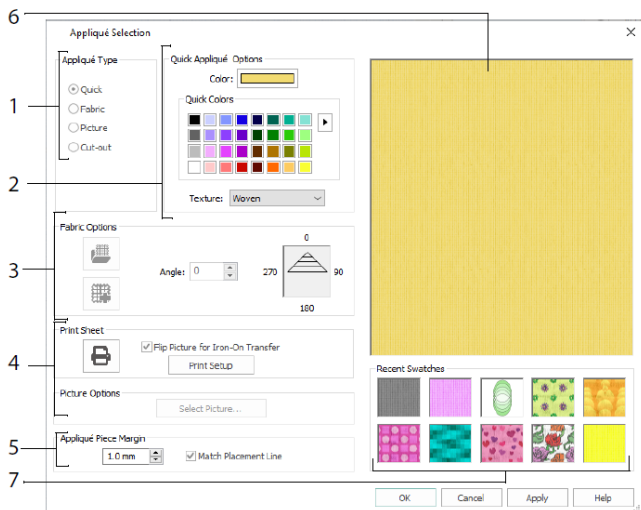 6
Appliqué Selection
Appliqué Type
Quick
Fabric
Picture
Cut-out
1
Quick Appliqué Options
Color:
Quick Colors
2
Texture: Woven
Fabric Options
3
Angle: 0
0
270
90
180
Print Sheet
4
Flip Picture for Iron-On Transfer
Print Setup
Picture Options
Select Picture...
Recent Swatches
5
Appliqué Piece Margin
1.0 mm
Match Placement Line
7
OK
Cancel
Apply
Help